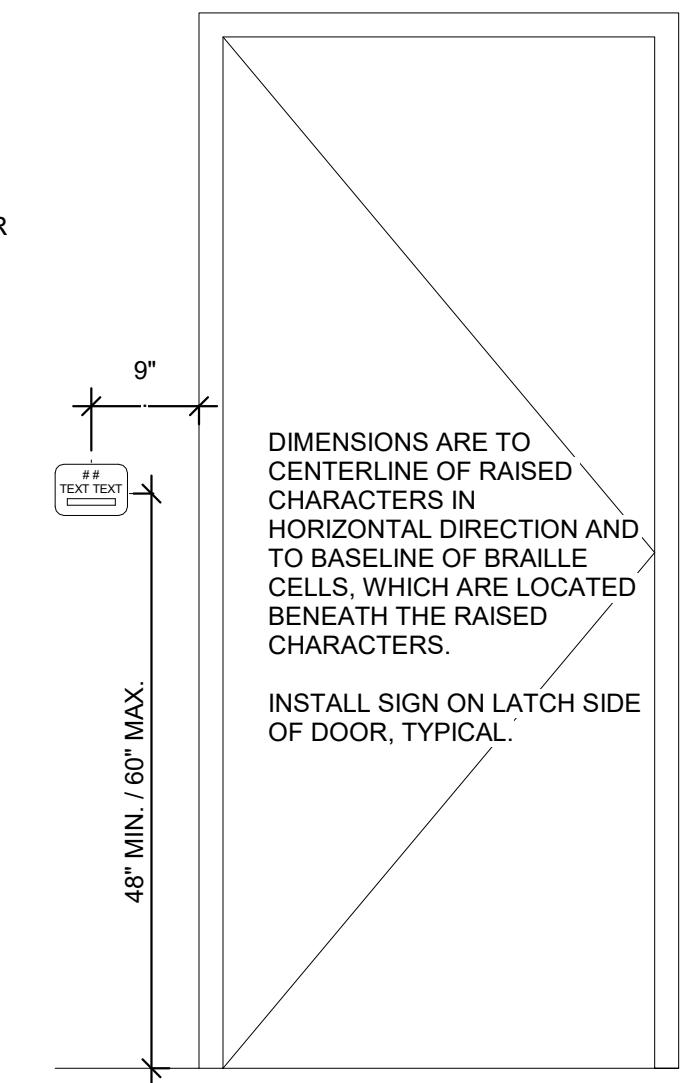 R
9"
##
TEXT TEXT
DIMENSIONS ARE TO
CENTERLINE OF RAISED
CHARACTERS IN
HORIZONTAL DIRECTION AND
TO BASELINE OF BRAILLE
CELLS, WHICH ARE LOCATED
BENEATH THE RAISED
CHARACTERS.
INSTALL SIGN ON LATCH SIDE
OF DOOR, TYPICAL.
48" MIN. / 60" MAX.